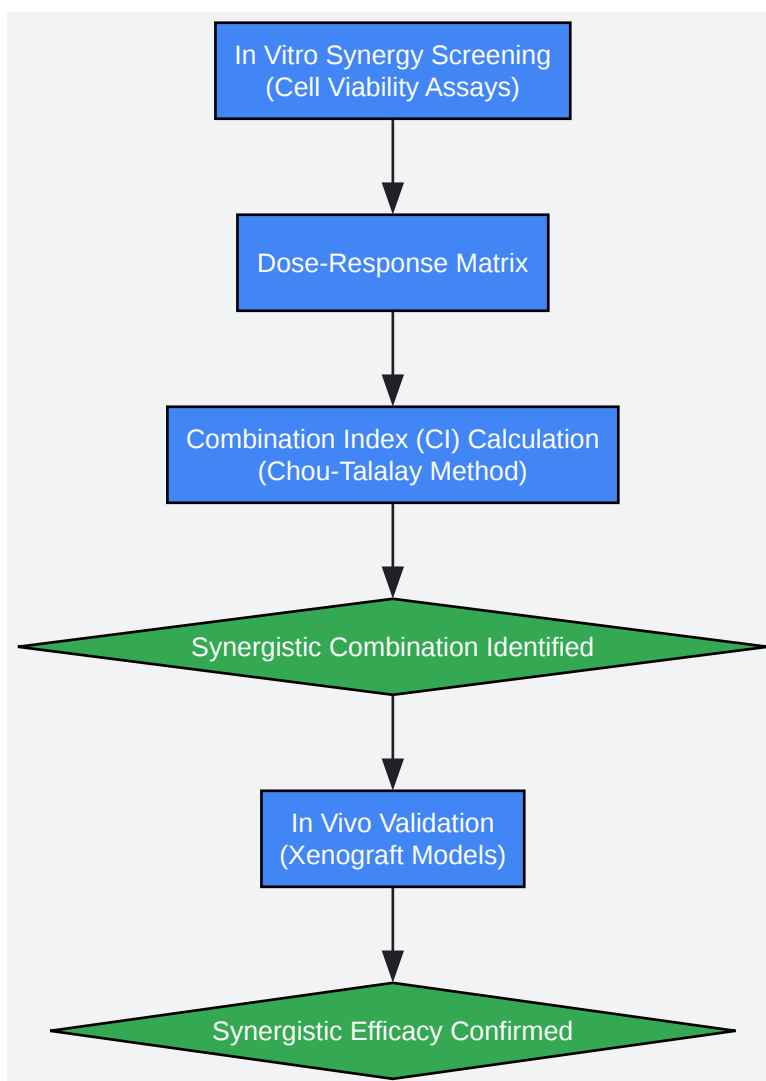 In Vitro Synergy Screening
(Cell Viability Assays)
Dose-Response Matrix
Combination Index (CI) Calculation
(Chou-Talalay Method)
Synergistic Combination Identified
In Vivo Validation
(Xenograft Models)
Synergistic Efficacy Confirmed